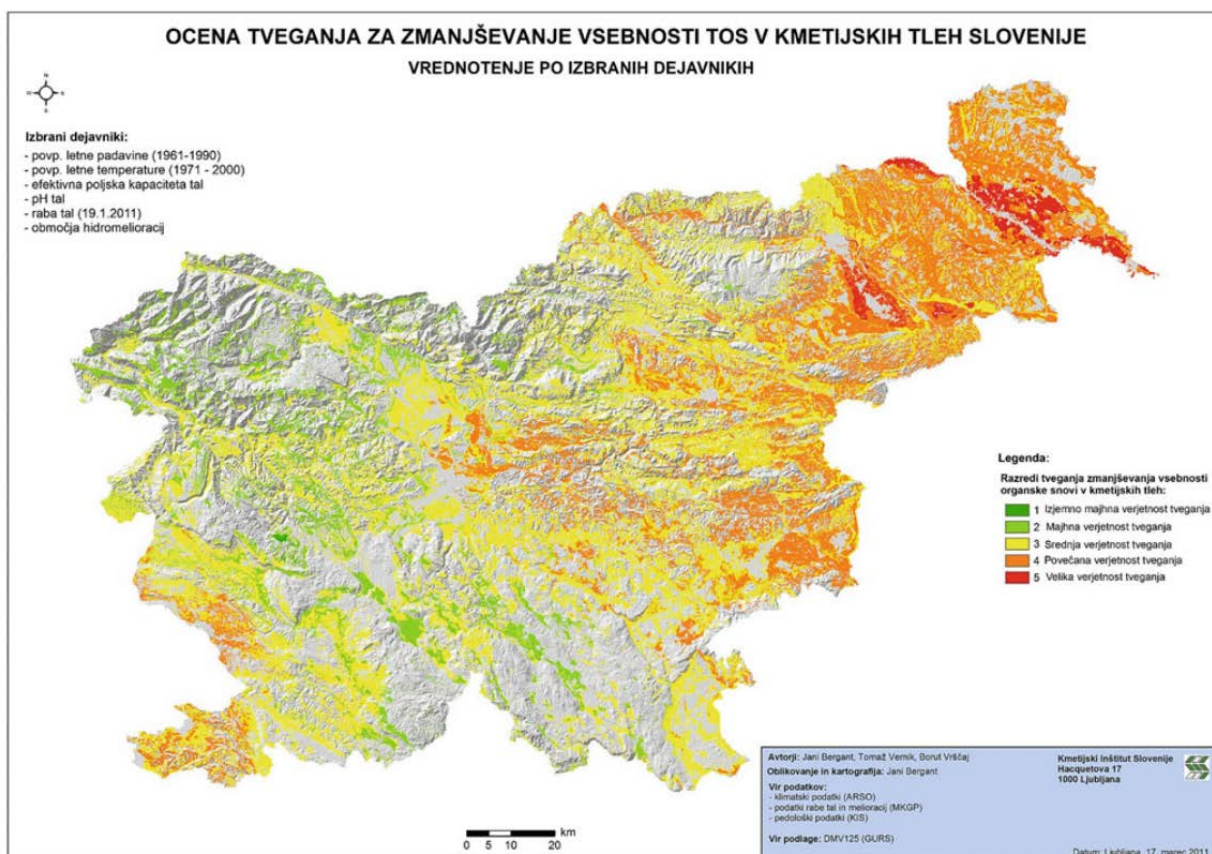 OCENA TVEGANJA ZA ZMANJŠEVANJE VSEBNOSTI TOS V KMETIJSKIH TLEH SLOVENIJE
VREDNOTENJE PO IZBRANIH DEJAVNIKIH
N
W
E
S
Izbrani dejavniki:
- povp. letne padavine (1961-1990)
- povp. letne temperature (1971 - 2000)
- efektivna poljska kapaciteta tal
- pH tal
- raba tal (19.1.2011)
- območja hidromelioracij
Legenda:
Razredi tveganja zmanjševanja vsebnosti
organske snovi v kmetijskih tleh:
1 Izjemno majhna verjetnost tveganja
2 Majhna verjetnost tveganja
3 Srednja verjetnost tveganja
4 Povečana verjetnost tveganja
5 Velika verjetnost tveganja
km
0 5 10 20
Avtorji: Jani Bergant, Tomaž Vernik, Borut Vrščaj
Oblikovanje in kartografija: Jani Bergant
Vir podatkov:
- klimatski podatki (ARSO)
- podatki rabe tal in melioracij (MKGP)
- pedološki podatki (KIS)
Vir podlage: DMV125 (GURS)
Kmetijski inštitut Slovenije
Hacquetova 17
1000 Ljubljana
Datum: Ljubljana, 17. marec 2011